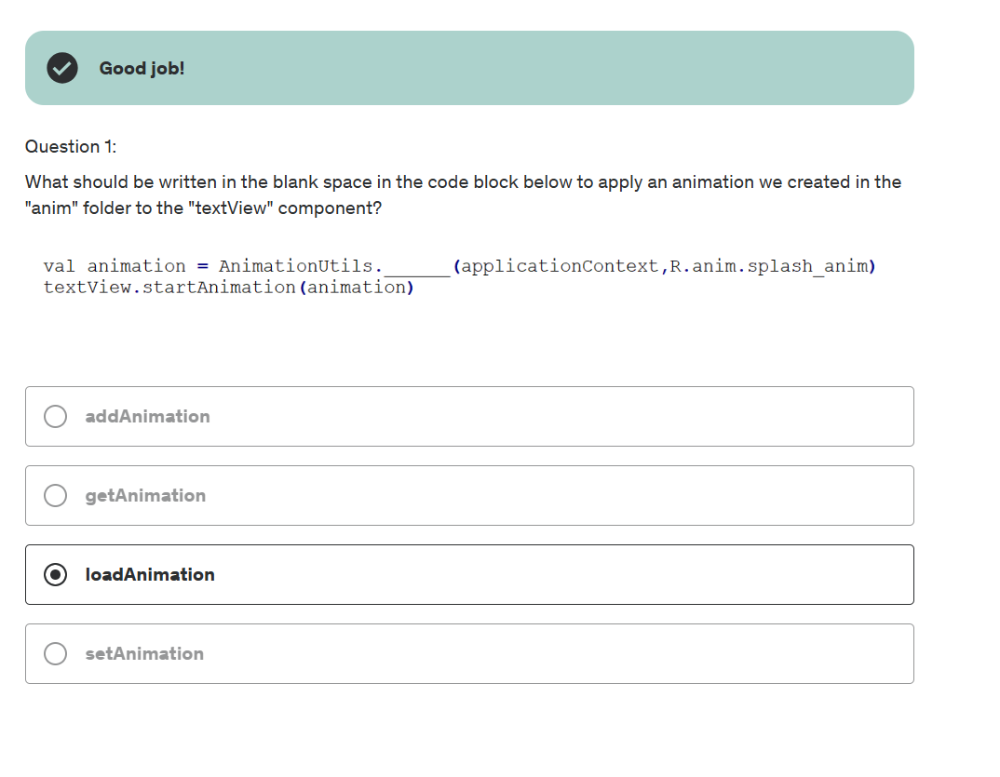 Good job!
Question 1:
What should be written in the blank space in the code block below to apply an animation we created in the
"anim" folder to the "textView" component?
val animation = AnimationUtils.______(applicationContext,R.anim.splash_anim)
textView.startAnimation(animation)
addAnimation
getAnimation
loadAnimation
setAnimation